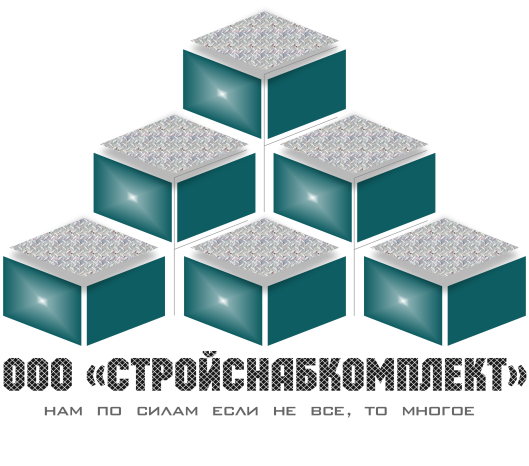 ООО «СТРОЙСНАБКОМПЛЕКТ»
НАМ ПО СИЛАМ ЕСЛИ НЕ ВСЕ, ТО МНОГОЕ